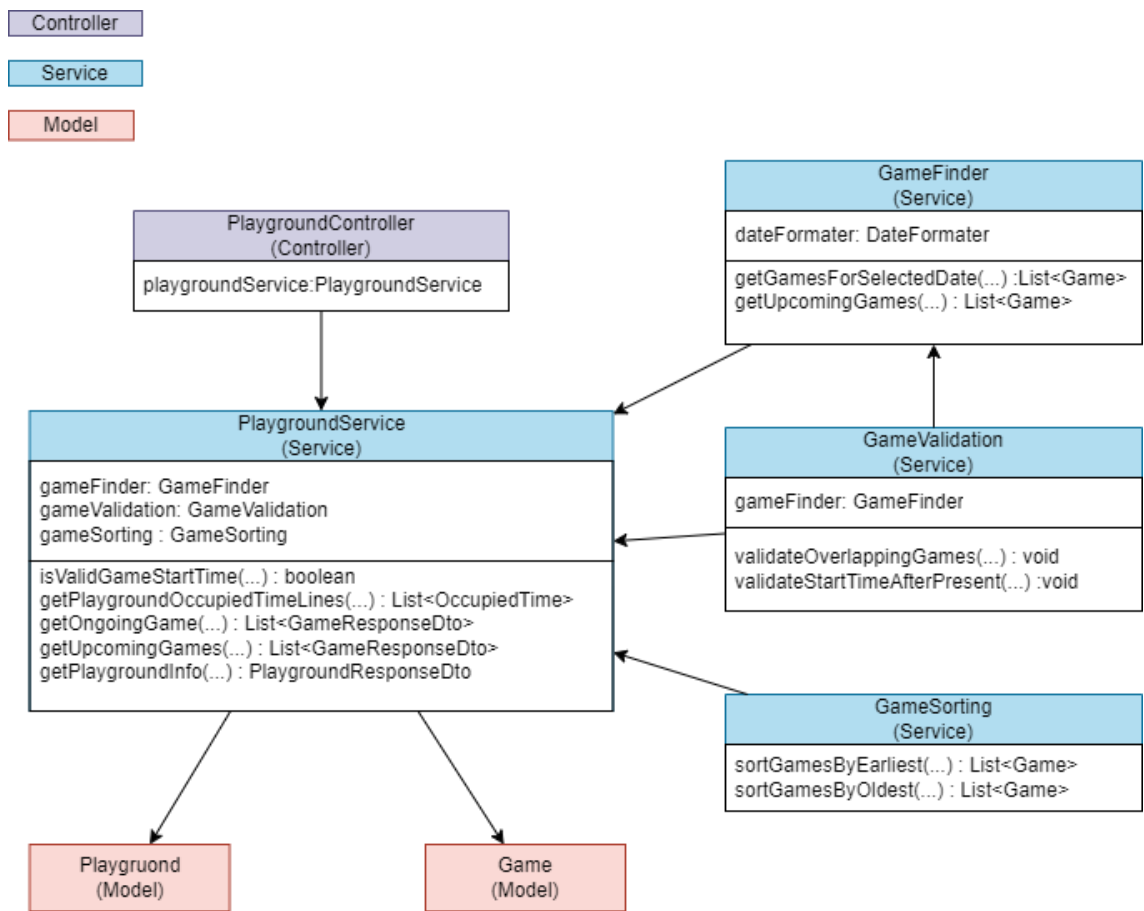 Controller
Service
Model
PlaygroundController
(Controller)
playgroundService:PlaygroundService
GameFinder
(Service)
dateFormater: DateFormater
getGamesForSelectedDate(...) :List<Game>
getUpcomingGames(...) : List<Game>
PlaygroundService
(Service)
gameFinder: GameFinder
gameValidation: GameValidation
gameSorting : GameSorting
isValidGameStartTime(...) : boolean
getPlaygroundOccupiedTimeLines(...) : List<OccupiedTime>
getOngoingGame(...) : List<GameResponseDto>
getUpcomingGames(...) : List<GameResponseDto>
getPlaygroundInfo(...) : PlaygroundResponseDto
GameValidation
(Service)
gameFinder: GameFinder
validateOverlappingGames(...) : void
validateStartTimeAfterPresent(...) :void
GameSorting
(Service)
sortGamesByEarliest(...) : List<Game>
sortGamesByOldest(...) : List<Game>
Playgruond
(Model)
Game
(Model)